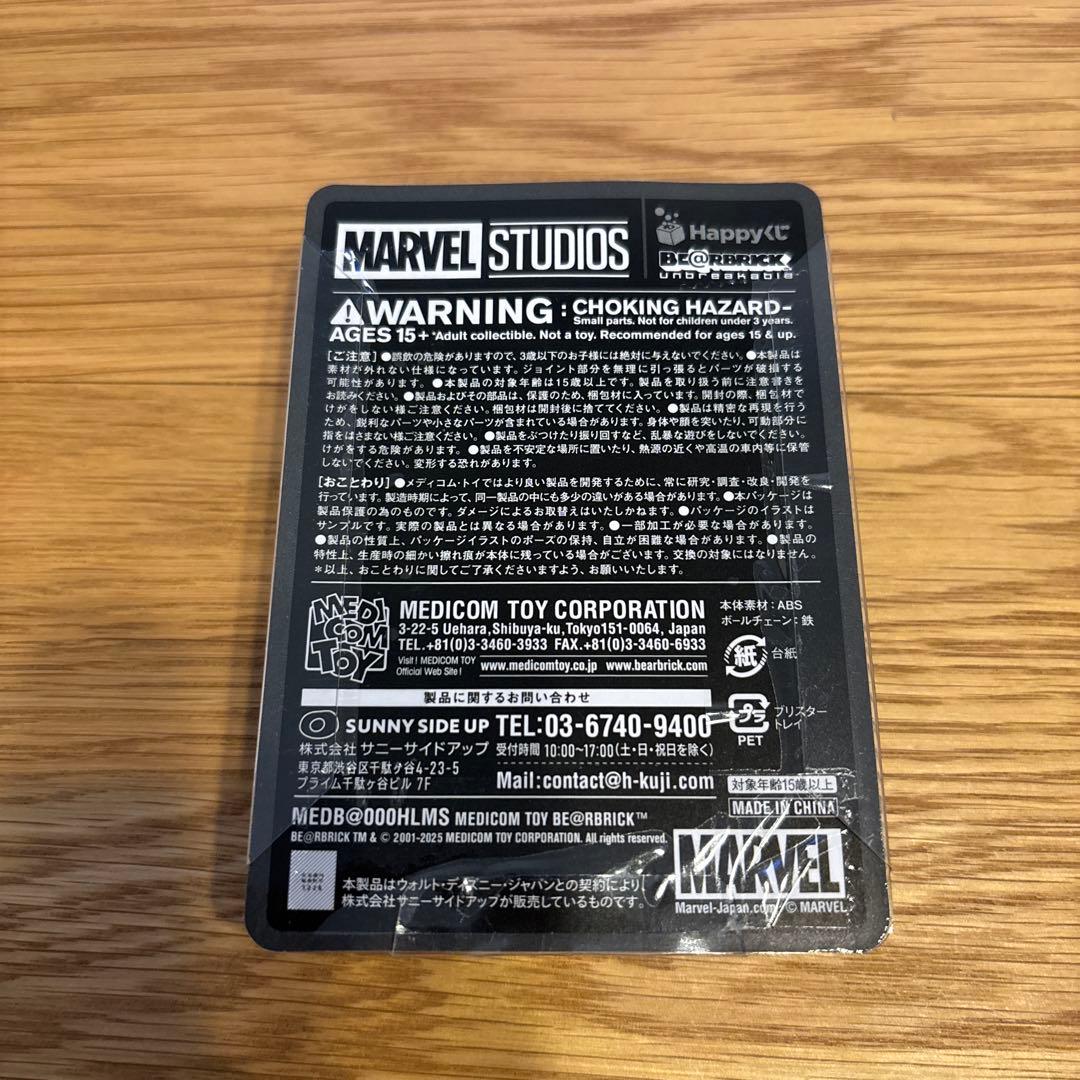 MARVEL STUDIOS
Happyくじ
BE@RBRICK
unbreakable
WARNING : CHOKING HAZARD-
Small parts. Not for children under 3 years.
AGES 15+ *Adult collectible. Not a toy. Recommended for ages 15 & up.
[ご注意] ●誤飲の危険がありますので、3歳以下のお子様には絶対に与えないでください。●本製品は
素材が外れない仕様になっています。ジョイント部分を無理に引っ張るとパーツが破損する
可能性があります。●本製品の対象年齢は15歳以上です。製品を取り扱う前に注意書きを
お読みください。●製品およびその部品は、保護のため、梱包材に入っています。開封の際、梱包材で
けがをしない様ご注意ください。梱包材は開封後に捨ててください。●製品は精密な再現を行う
ため、鋭利なパーツや小さなパーツが含まれている場合があります。身体や顔を突いたり、可動部分に
指をはさまない様ご注意ください。●製品をぶつけたり振り回すなど、乱暴な遊びをしないでください。
けがをする危険があります。●製品を不安定な場所に置いたり、熱源の近くや高温の車内等に保管
しないでください。変形する恐れがあります。
[おことわり] ●メディコム・トイではより良い製品を開発するために、常に研究・調査・改良・開発を
行っています。製造時期によって、同一製品の中にも多少の違いがある場合があります。●本パッケージは
製品保護の為のものです。ダメージによるお取替えはいたしかねます。●パッケージのイラストは
サンプルです。実際の製品とは異なる場合があります。●一部加工が必要な場合があります。
●製品の性質上、パッケージイラストのポーズの保持、自立が困難な場合があります。●製品の
特性上、生産時の細かい擦れ痕が本体に残っている場合がございます。交換の対象にはなりません。
*以上、おことわりに関してご了承くださいますよう、お願いいたします。
MEDI
COM
TOY
MEDICOM TOY CORPORATION
3-22-5 Uehara,Shibuya-ku,Tokyo151-0064, Japan
TEL.+81(0)3-3460-3933 FAX.+81(0)3-3460-6933
Visit ! MEDICOM TOY
Official Web Site !
www.medicomtoy.co.jp www.bearbrick.com
本体素材：ABS
ボールチェーン：鉄
紙 台紙
プラ
PET
ブリスター
トレイ
製品に関するお問い合わせ
SUNNY SIDE UP TEL:03-6740-9400
株式会社 サニーサイドアップ 受付時間 10:00~17:00(土・日・祝日を除く)
東京都渋谷区千駄ヶ谷4-23-5
プライム千駄ヶ谷ビル 7F
Mail:contact@h-kuji.com
対象年齢15歳以上
MADE IN CHINA
MEDB@000HLMS MEDICOM TOY BE@RBRICK™
BE@RBRICK TM & © 2001-2025 MEDICOM TOY CORPORATION. All rights reserved.
本製品はウォルト・ディズニー・ジャパンとの契約により、
株式会社サニーサイドアップが販売しているものです。
MARVEL
Marvel-Japan.com © MARVEL